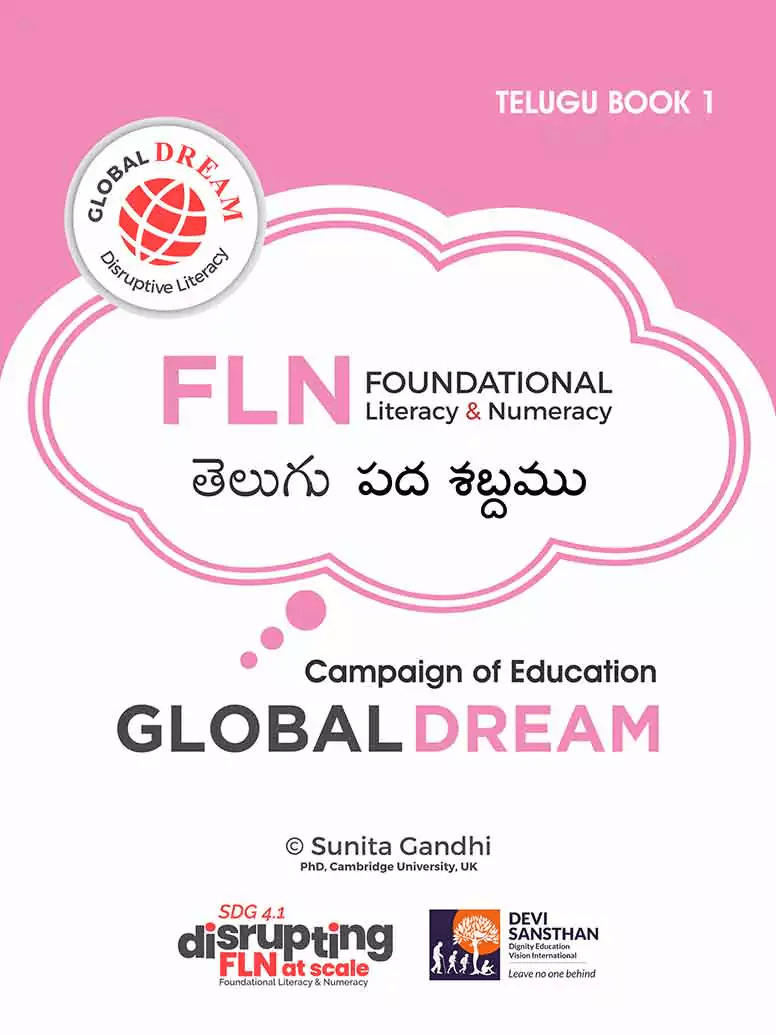 TELUGU BOOK 1
GLOBAL DREAM
Disruptive Literacy
FLN FOUNDATIONAL
Literacy & Numeracy
తెలుగు పద శబ్దము
Campaign of Education
GLOBAL DREAM
© Sunita Gandhi
PhD, Cambridge University, UK
SDG 4.1
disrupting
FLN at scale
Foundational Literacy & Numeracy
DEVI
SANSTHAN
Dignity Education
Vision International
Leave no one behind